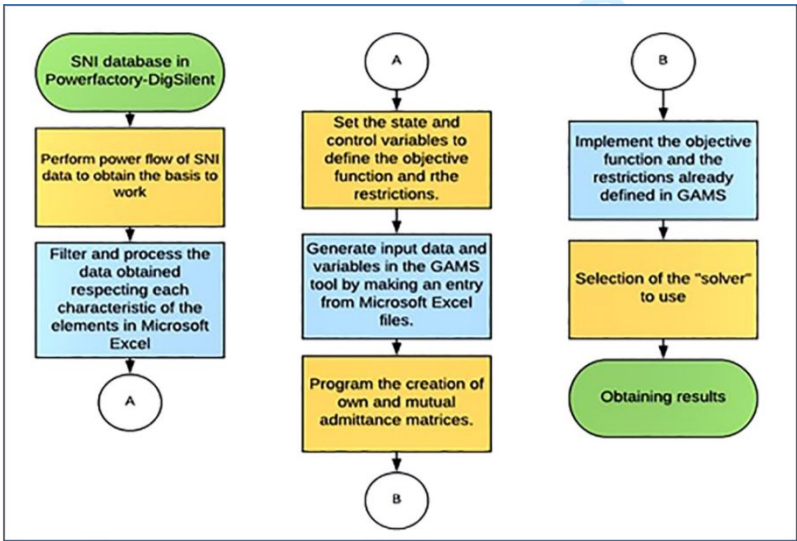 SNI database in
Powerfactory-DigSilent
Perform power flow of SNI
data to obtain the basis to
work
Filter and process the
data obtained
respecting each
characteristic of the
elements in Microsoft
Excel
A
A
Set the state and
control variables to
define the objective
function and rthe
restrictions.
Generate input data and
variables in the GAMS
tool by making an entry
from Microsoft Excel
files.
Program the creation of
own and mutual
admittance matrices.
B
B
Implement the objective
function and the
restrictions already
defined in GAMS
Selection of the "solver"
to use
Obtaining results